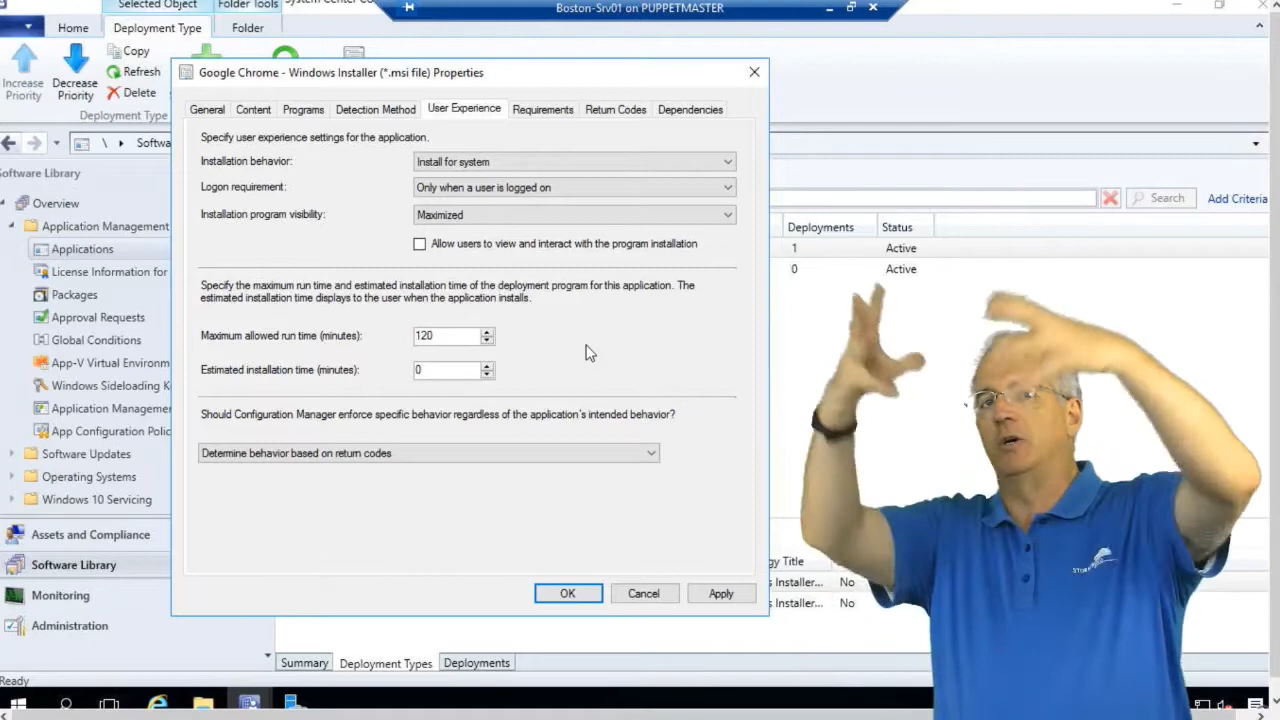 Selected Object Folder Tools System Center Co
Boston-Srv01 on PUPPETMASTER
Home Deployment Type Folder
Increase Priority
Decrease Priority
Copy
Refresh
Delete
Deployment Type
Google Chrome - Windows Installer (*.msi file) Properties
General Content Programs Detection Method User Experience Requirements Return Codes Dependencies
Specify user experience settings for the application.
Installation behavior: Install for system
Logon requirement: Only when a user is logged on
Installation program visibility: Maximized
Allow users to view and interact with the program installation
Specify the maximum run time and estimated installation time of the deployment program for this application. The
estimated installation time displays to the user when the application installs.
Maximum allowed run time (minutes): 120
Estimated installation time (minutes): 0
Should Configuration Manager enforce specific behavior regardless of the application's intended behavior?
Determine behavior based on return codes
OK Cancel Apply
\ Softwa
Software Library
Overview
Application Management
Applications
License Information for
Packages
Approval Requests
Global Conditions
App-V Virtual Environm
Windows Sideloading K
Application Manageme
App Configuration Polic
Software Updates
Operating Systems
Windows 10 Servicing
Assets and Compliance
Software Library
Monitoring
Administration
Ready
Search Add Criteria
Deployments Status
1 Active
0 Active
gy Title
s Installer... No
s Installer... No
Summary Deployment Types Deployments